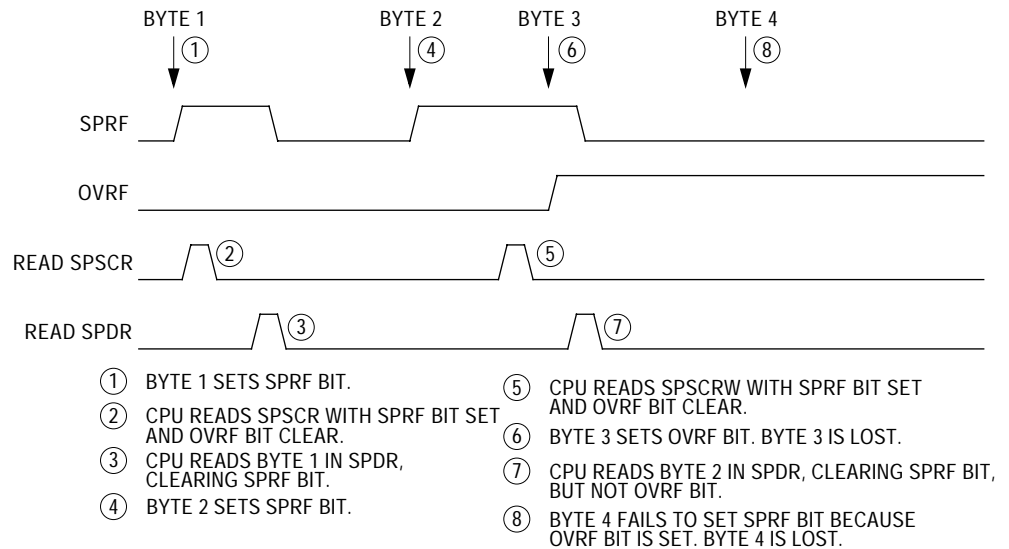 BYTE 1 BYTE 2 BYTE 3 BYTE 4
1 4 6 8
SPRF
OVRF
READ SPSCR 2 5
READ SPDR 3 7
1 BYTE 1 SETS SPRF BIT.
2 CPU READS SPSCR WITH SPRF BIT SET
AND OVRF BIT CLEAR.
3 CPU READS BYTE 1 IN SPDR,
CLEARING SPRF BIT.
4 BYTE 2 SETS SPRF BIT.
5 CPU READS SPSCRW WITH SPRF BIT SET
AND OVRF BIT CLEAR.
6 BYTE 3 SETS OVRF BIT. BYTE 3 IS LOST.
7 CPU READS BYTE 2 IN SPDR, CLEARING SPRF BIT,
BUT NOT OVRF BIT.
8 BYTE 4 FAILS TO SET SPRF BIT BECAUSE
OVRF BIT IS SET. BYTE 4 IS LOST.